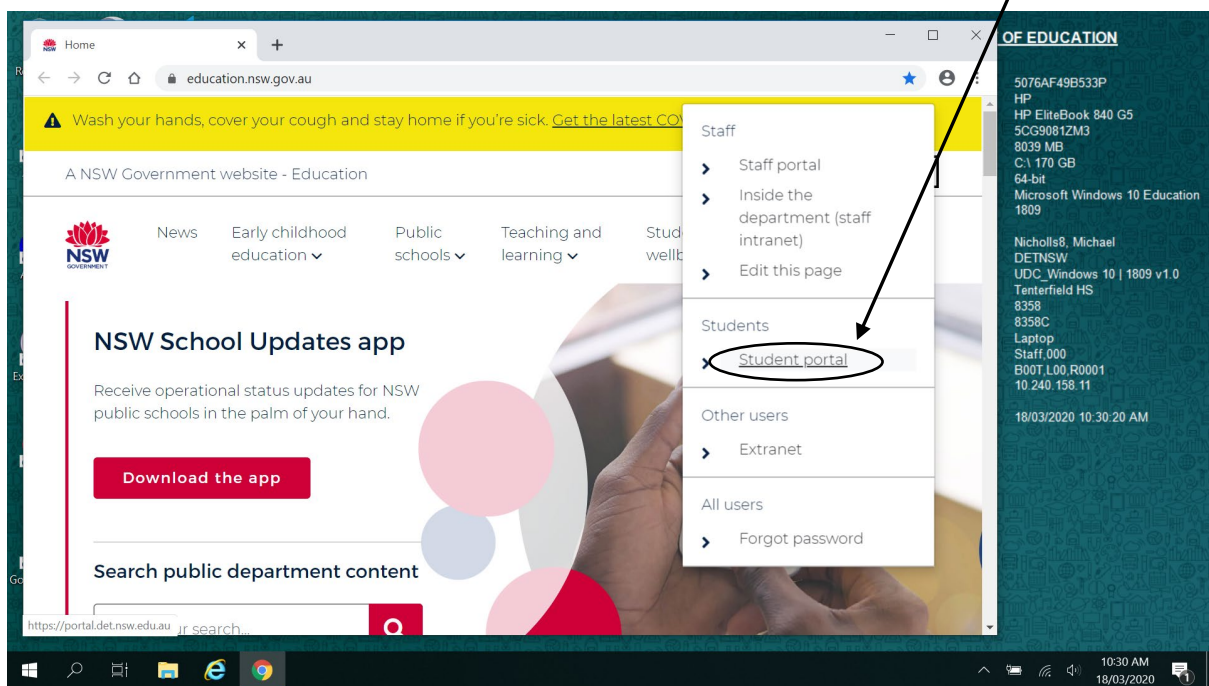 Home
education.nsw.gov.au
Wash your hands, cover your cough and stay home if you're sick. Get the latest CO
A NSW Government website - Education
NSW
GOVERNMENT
News
Early childhood education
Public schools
Teaching and learning
Stud
wellb
Staff
Staff portal
Inside the
department (staff
intranet)
Edit this page
Students
Student portal
Other users
Extranet
All users
Forgot password
NSW School Updates app
Receive operational status updates for NSW
public schools in the palm of your hand.
Download the app
Search public department content
ur search...
https://portal.det.nsw.edu.au
OF EDUCATION
5076AF49B533P
HP
HP EliteBook 840 G5
5CG9081ZM3
8039 MB
C:\ 170 GB
64-bit
Microsoft Windows 10 Education
1809
Nicholls8, Michael
DETNSW
UDC_Windows 10 | 1809 v1.0
Tenterfield HS
8358
8358C
Laptop
Staff,000
B00T,L00,R0001
10.240.158.11
18/03/2020 10:30:20 AM
10:30 AM
18/03/2020
1